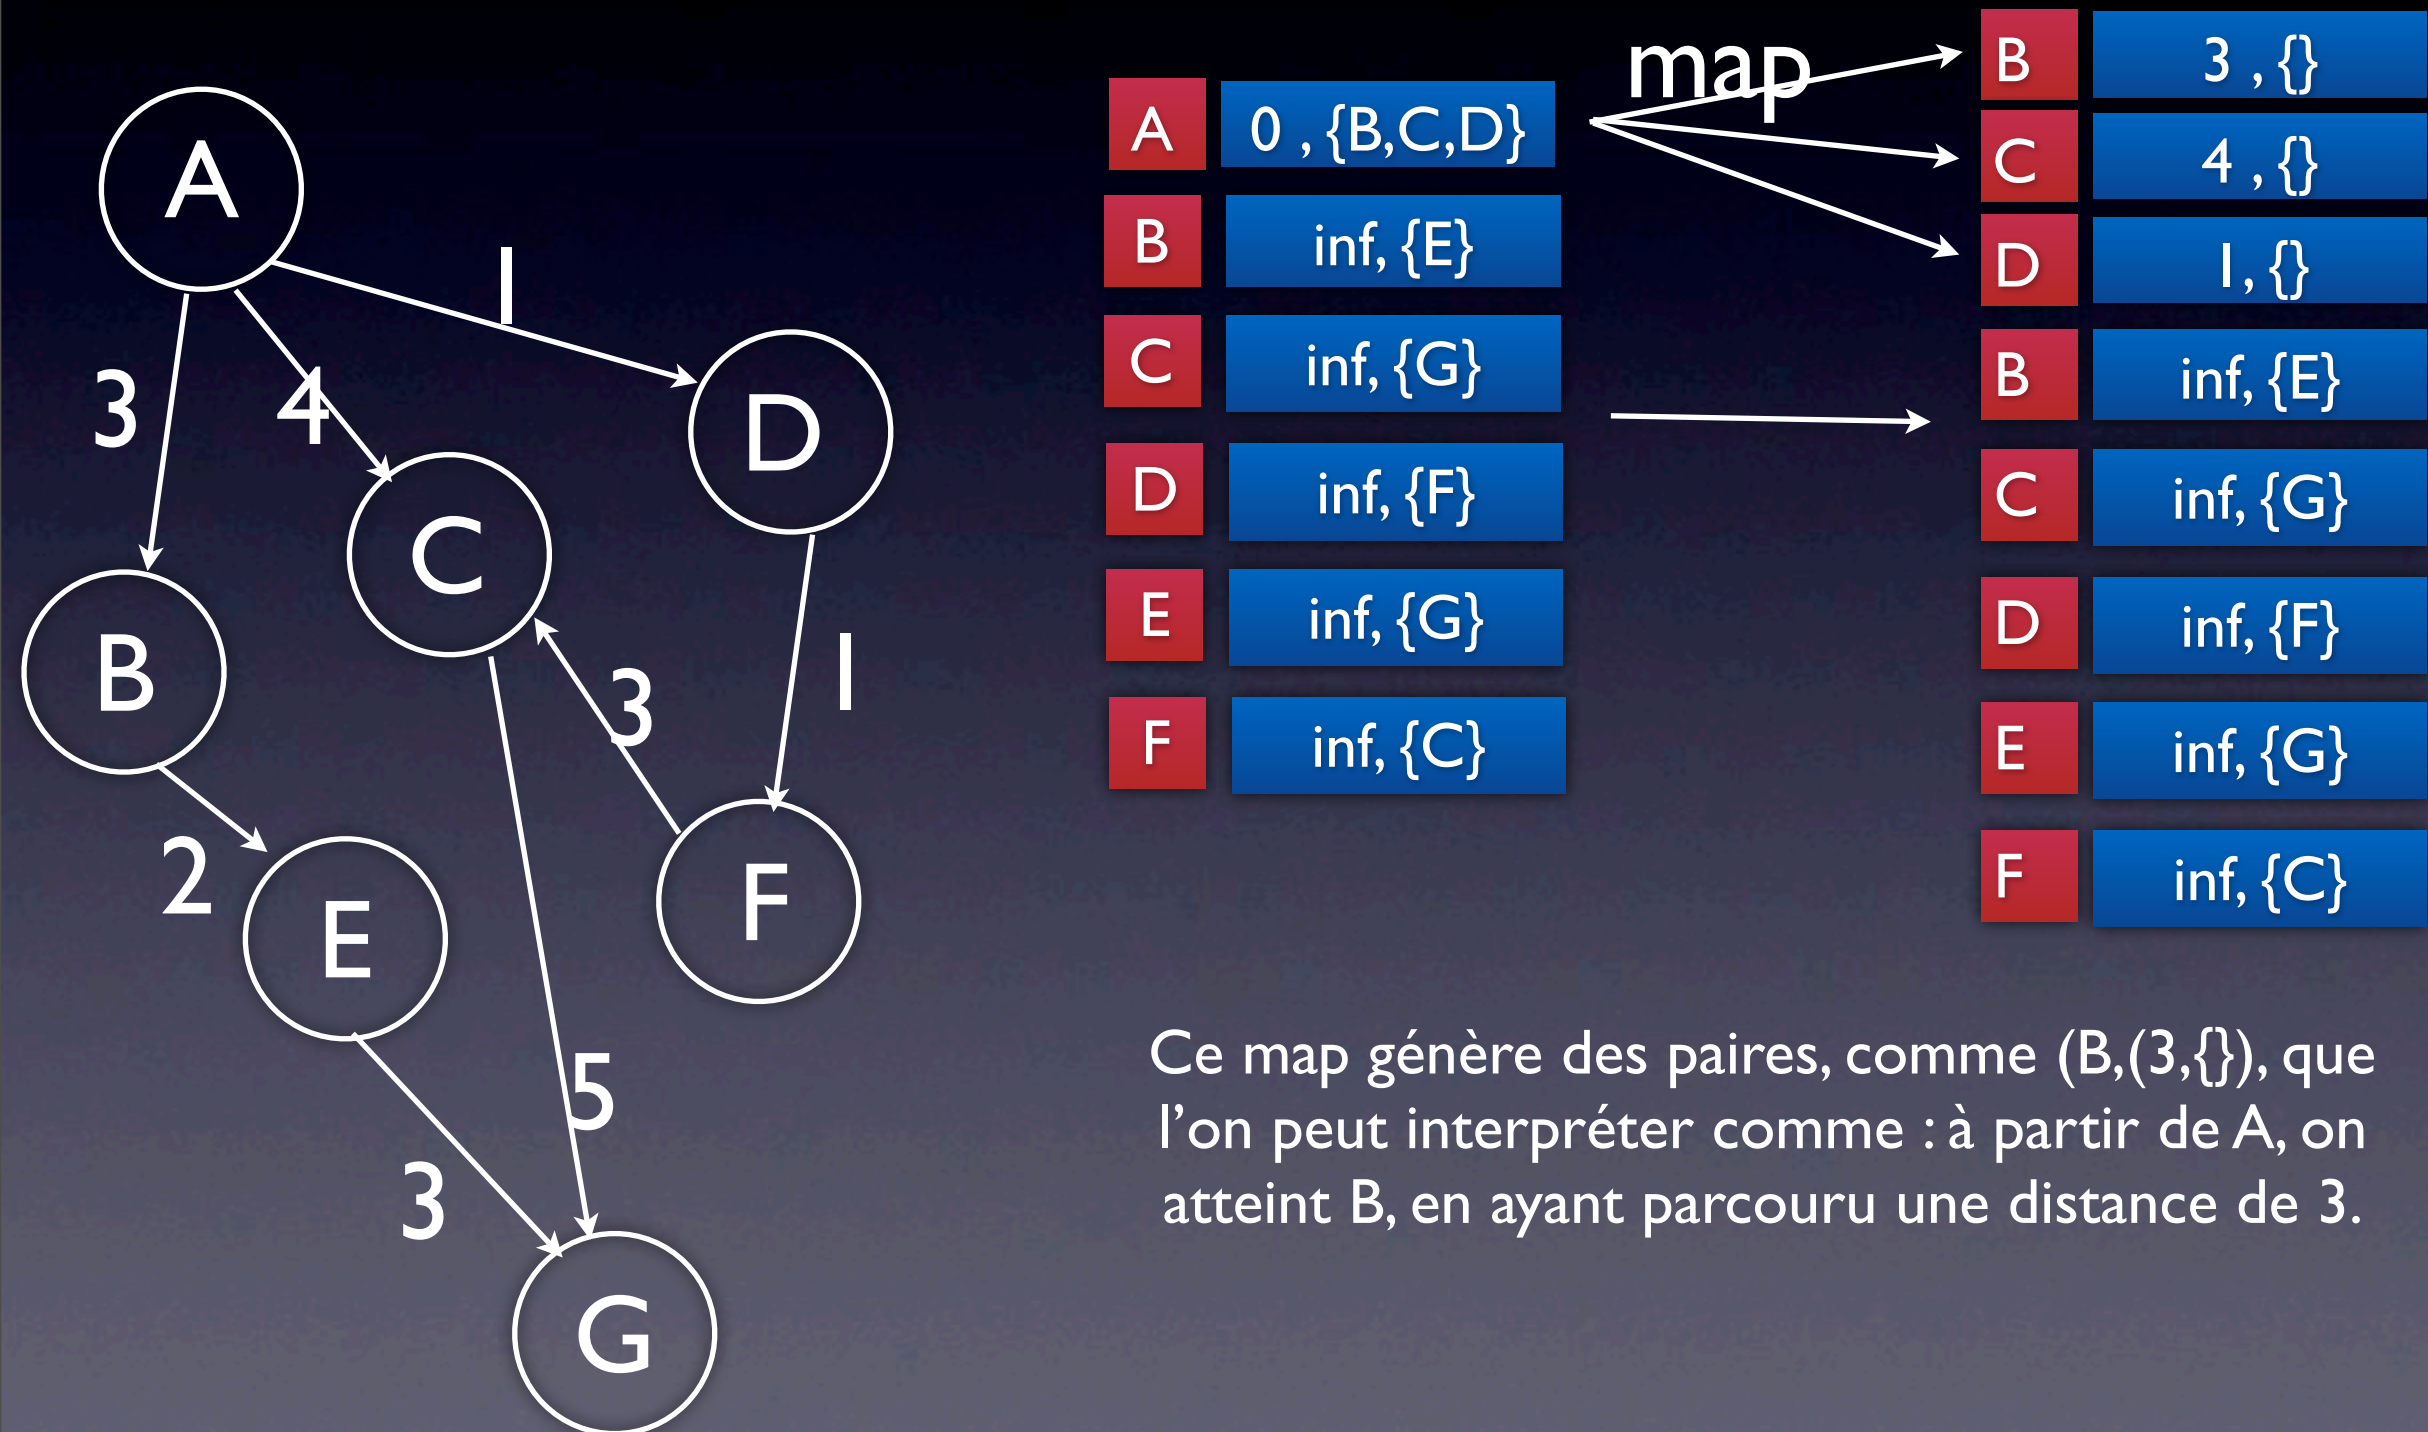 A
1
3
4
D
C
B
3
1
2
E
F
5
3
G
map
A 0 , {B,C,D}
B inf, {E}
C inf, {G}
D inf, {F}
E inf, {G}
F inf, {C}
B 3 , {}
C 4 , {}
D 1, {}
B inf, {E}
C inf, {G}
D inf, {F}
E inf, {G}
F inf, {C}
Ce map génère des paires, comme (B,(3,{}), que
l’on peut interpréter comme : à partir de A, on
atteint B, en ayant parcouru une distance de 3.